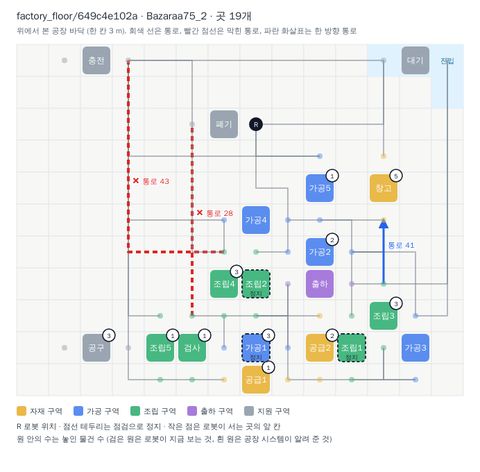 factory_floor/649c4e102a · Bazaraa75_2 · 곳 19개
위에서 본 공장 바닥 (한 칸 3 m). 회색 선은 통로, 빨간 점선은 막힌 통로, 파란 화살표는 한 방향 통로
충전
대기
진입
폐기
R
1
5
가공5
창고
✕ 통로 43
✕ 통로 28
가공4
2
가공2
통로 41
3
조립4
조립2
정지
출하
3
조립3
3
공구
1
조립5
1
검사
3
가공1
정지
2
공급2
조립1
정지
가공3
1
공급1
자재 구역
가공 구역
조립 구역
출하 구역
지원 구역
R 로봇 위치 · 점선 테두리는 점검으로 정지 · 작은 점은 로봇이 서는 곳의 앞 칸
원 안의 수는 놓인 물건 수 (검은 원은 로봇이 지금 보는 것, 흰 원은 공장 시스템이 알려 준 것)